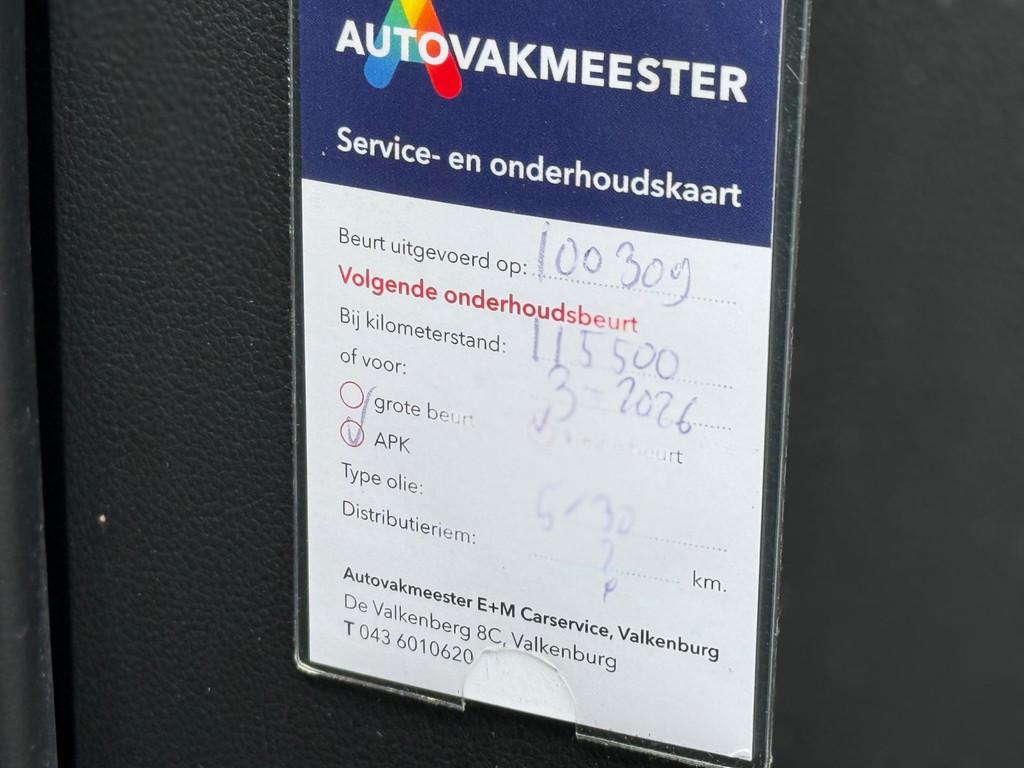 AUTOVAKMEESTER
Service- en onderhoudskaart
Beurt uitgevoerd op: 100309
Volgende onderhoudsbeurt
Bij kilometerstand: 115500
of voor: 3-2026
grote beurt beurt
APK
Type olie: 5-30
Distributieriem: ? km.
Autovakmeester E+M Carservice, Valkenburg
De Valkenberg 8C, Valkenburg
T 043 6010620